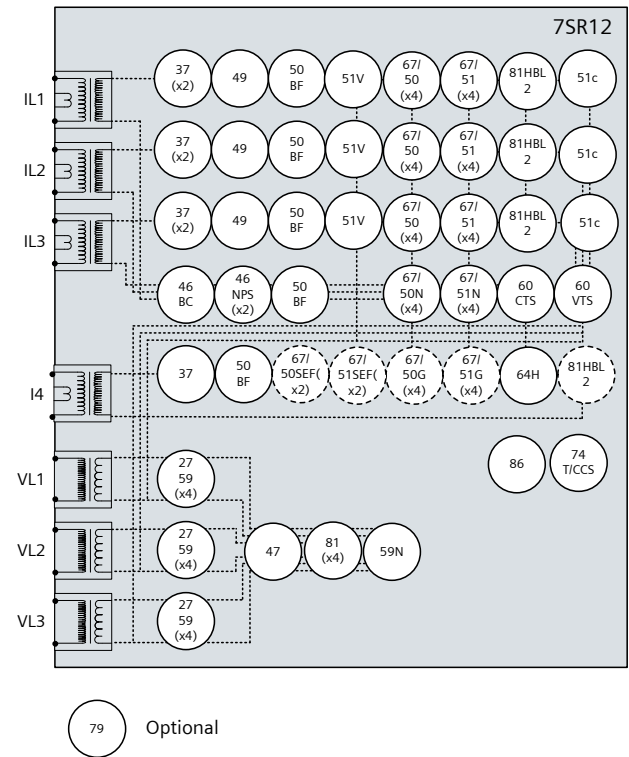 7SR12
IL1
37
(x2)
49
50
BF
51V
67/
50
(x4)
67/
51
(x4)
81HBL
2
51c
IL2
37
(x2)
49
50
BF
51V
67/
50
(x4)
67/
51
(x4)
81HBL
2
51c
IL3
37
(x2)
49
50
BF
51V
67/
50
(x4)
67/
51
(x4)
81HBL
2
51c
46
BC
46
NPS
(x2)
50
BF
67/
50N
(x4)
67/
51N
(x4)
60
CTS
60
VTS
I4
37
50
BF
67/
50SEF(
x2)
67/
51SEF(
x2)
67/
50G
(x4)
67/
51G
(x4)
64H
81HBL
2
86
74
T/CCS
VL1
27
59
(x4)
VL2
27
59
(x4)
47
81
(x4)
59N
VL3
27
59
(x4)
79
Optional